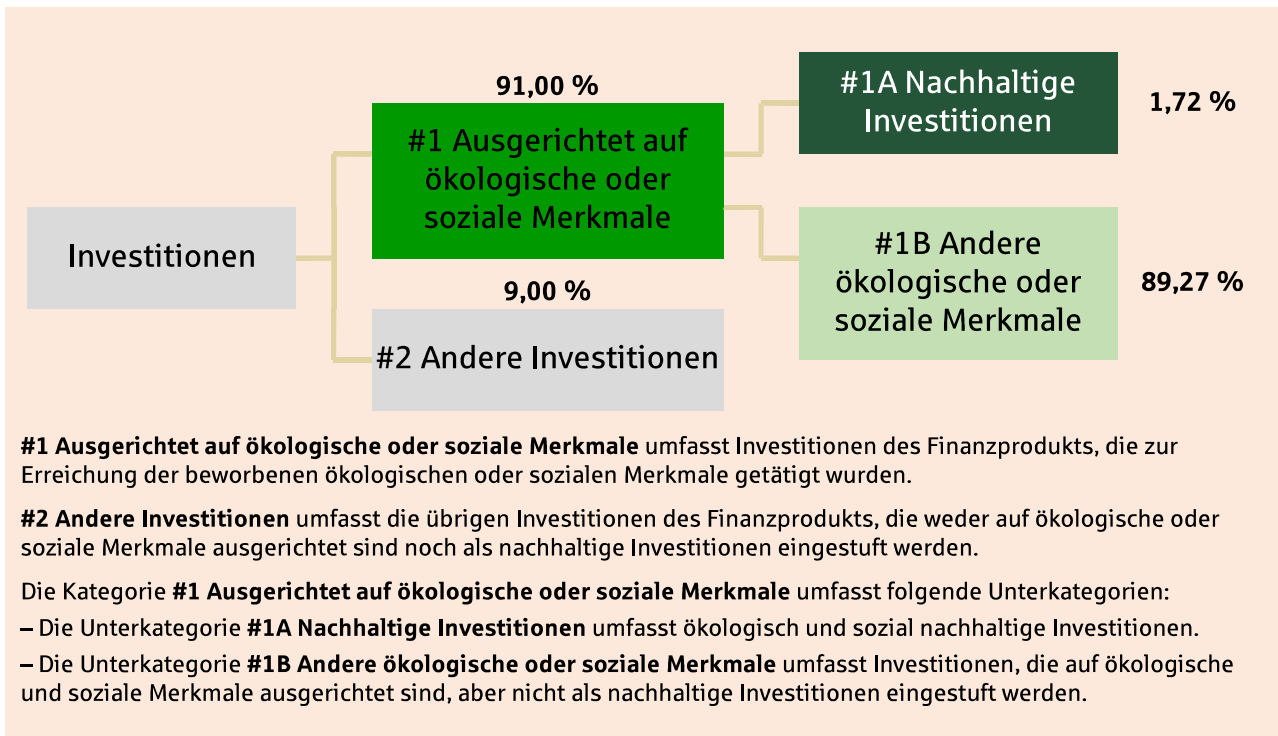 91,00 %
#1 Ausgerichtet auf
ökologische oder
soziale Merkmale
#1A Nachhaltige
Investitionen
1,72 %
Investitionen
#1B Andere
ökologische oder
soziale Merkmale
89,27 %
9,00 %
#2 Andere Investitionen
#1 Ausgerichtet auf ökologische oder soziale Merkmale umfasst Investitionen des Finanzprodukts, die zur
Erreichung der beworbenen ökologischen oder sozialen Merkmale getätigt wurden.
#2 Andere Investitionen umfasst die übrigen Investitionen des Finanzprodukts, die weder auf ökologische oder
soziale Merkmale ausgerichtet sind noch als nachhaltige Investitionen eingestuft werden.
Die Kategorie #1 Ausgerichtet auf ökologische oder soziale Merkmale umfasst folgende Unterkategorien:
– Die Unterkategorie #1A Nachhaltige Investitionen umfasst ökologisch und sozial nachhaltige Investitionen.
– Die Unterkategorie #1B Andere ökologische oder soziale Merkmale umfasst Investitionen, die auf ökologische
und soziale Merkmale ausgerichtet sind, aber nicht als nachhaltige Investitionen eingestuft werden.